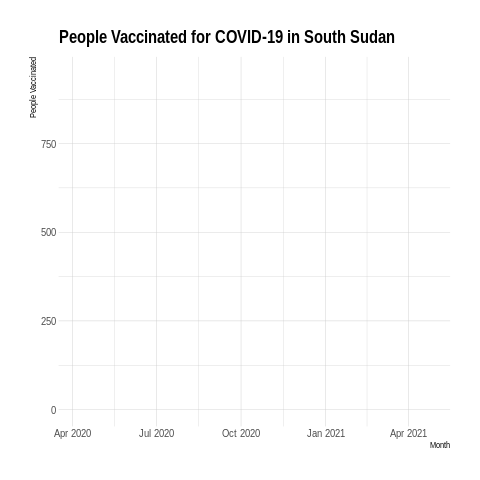 People Vaccinated for COVID-19 in South Sudan
People Vaccinated
750
500
250
0
Apr 2020
Jul 2020
Oct 2020
Jan 2021
Apr 2021
Month